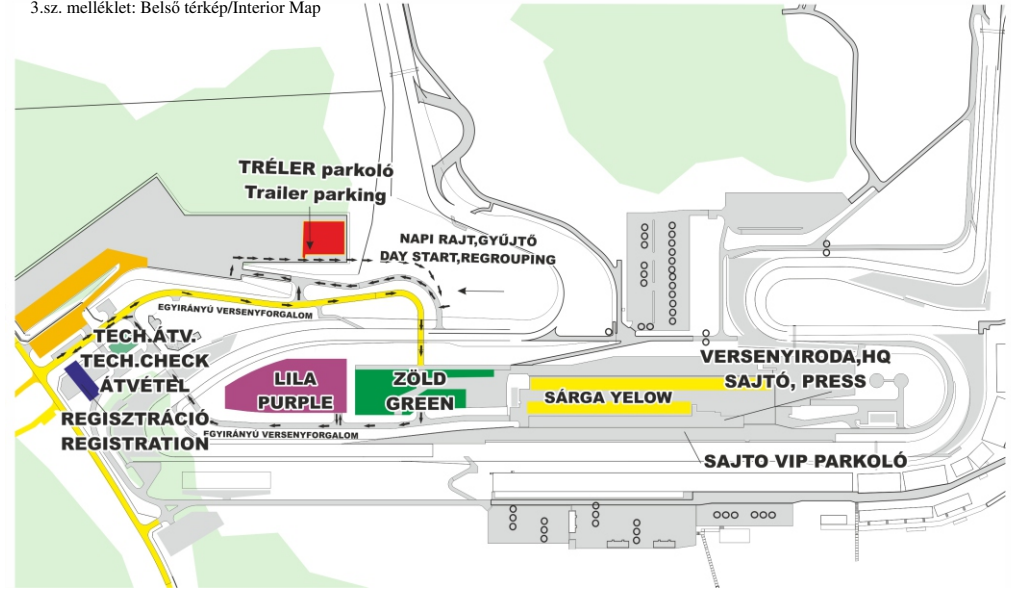 3.sz. melléklet: Belső térkép/Interior Map
TRÉLER parkoló
Trailer parking
NAPI RAJT,GYŰJTŐ
DAY START,REGROUPING
EGYIRÁNYÚ VERSENYFORGALOM
TECH.ÁTV.
TECH.CHECK
ÁTVÉTEL
REGISZTRÁCIÓ
REGISTRATION
LILA
PURPLE
ZÖLD
GREEN
SÁRGA YELOW
VERSENYIRODA,HQ
SAJTÓ, PRESS
EGYIRÁNYÚ VERSENYFORGALOM
SAJTO VIP PARKOLÓ